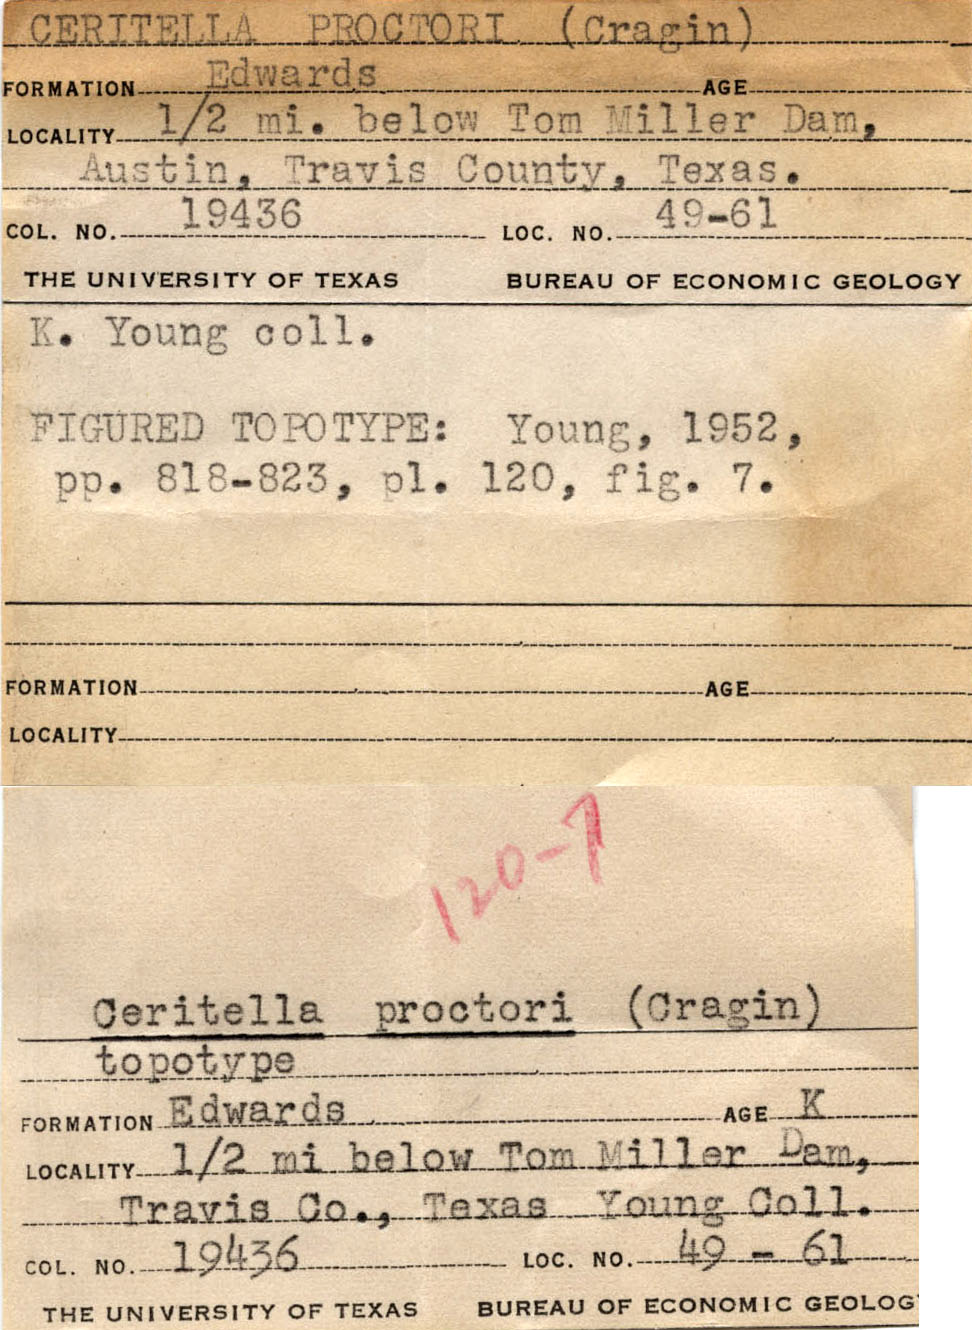 CERITELLA PROCTORI (Cragin)
FORMATION Edwards AGE
LOCALITY 1/2 mi. below Tom Miller Dam,
Austin, Travis County, Texas.
COL. NO. 19436 LOC. NO. 49-61
THE UNIVERSITY OF TEXAS BUREAU OF ECONOMIC GEOLOGY
K. Young coll.
FIGURED TOPOTYPE: Young, 1952,
pp. 818-823, pl. 120, fig. 7.
FORMATION AGE
LOCALITY
120-7
Ceritella proctori (Cragin)
topotype
FORMATION Edwards AGE K
LOCALITY 1/2 mi below Tom Miller Dam,
Travis Co., Texas Young Coll.
COL. NO. 19436 LOC. NO. 49 - 61
THE UNIVERSITY OF TEXAS BUREAU OF ECONOMIC GEOLOG